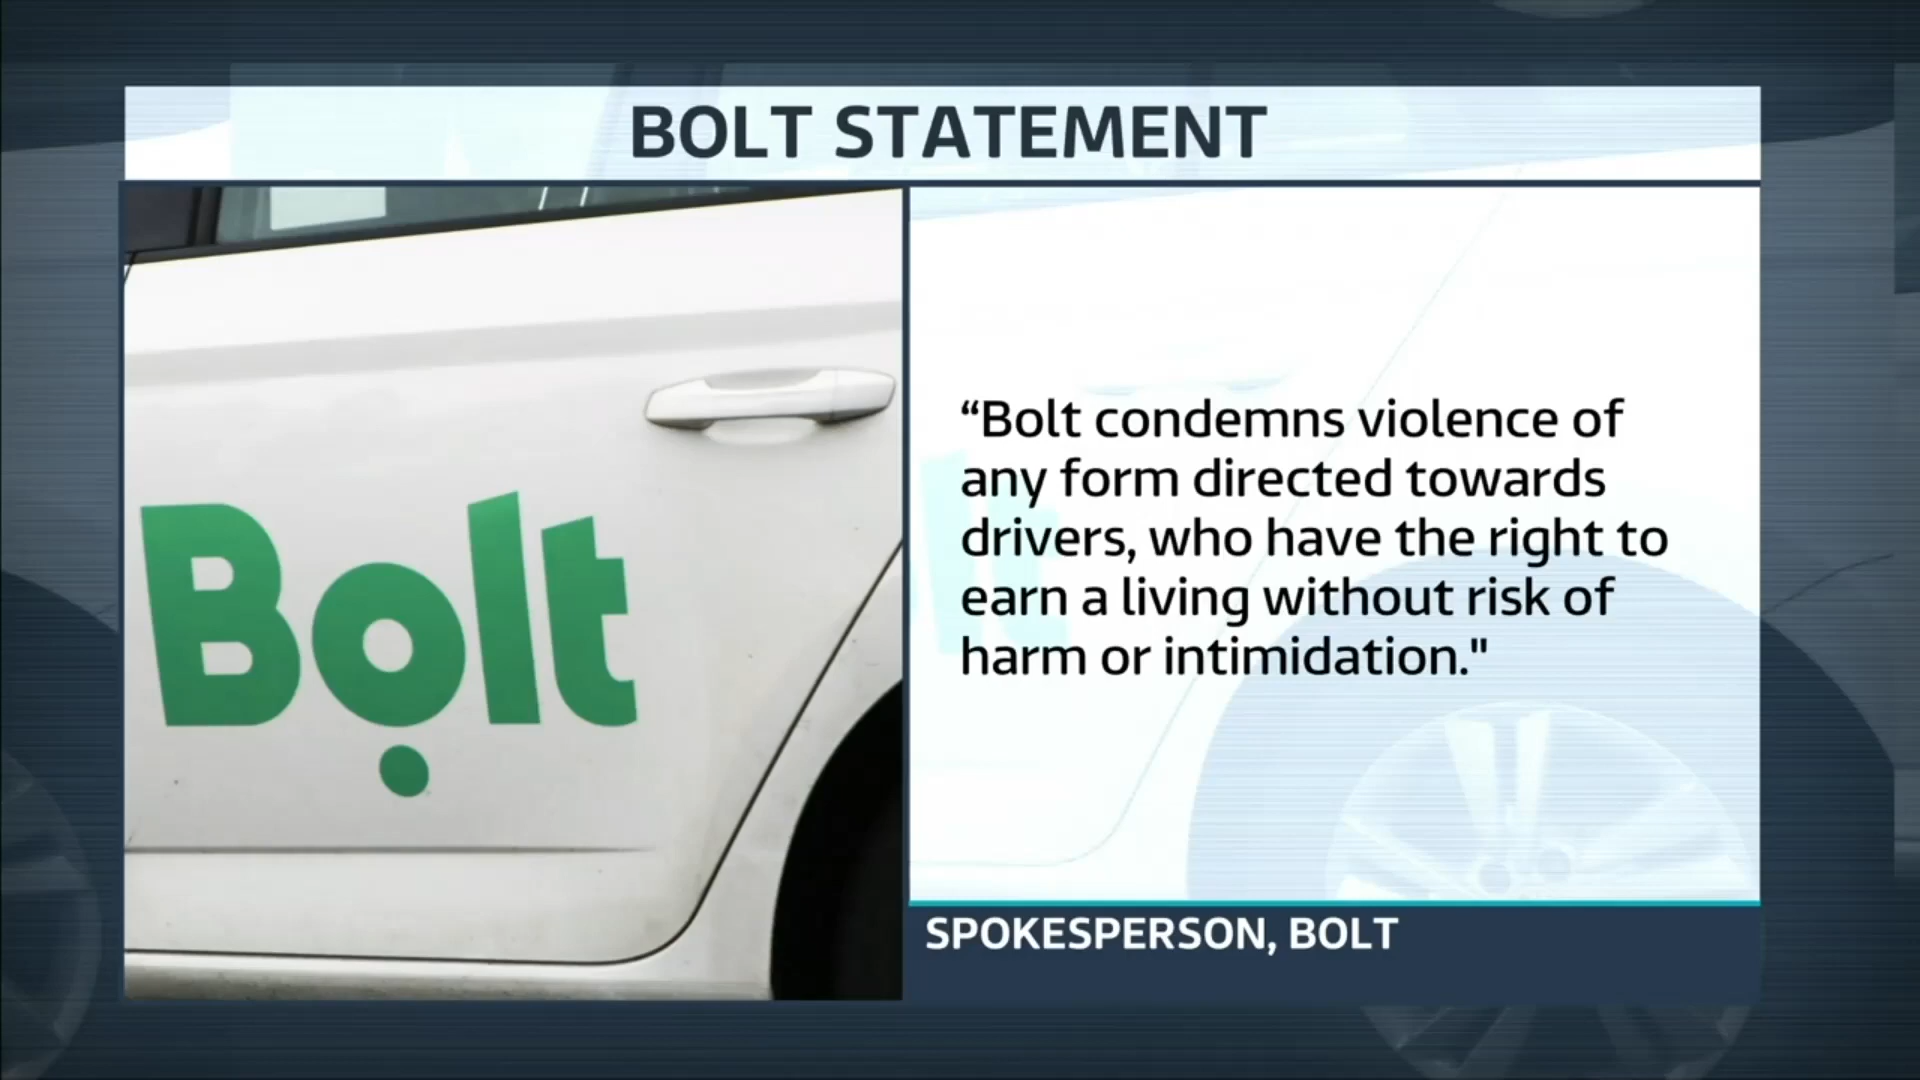 BOLT STATEMENT
Bolt
“Bolt condemns violence of
any form directed towards
drivers, who have the right to
earn a living without risk of
harm or intimidation."
SPOKESPERSON, BOLT